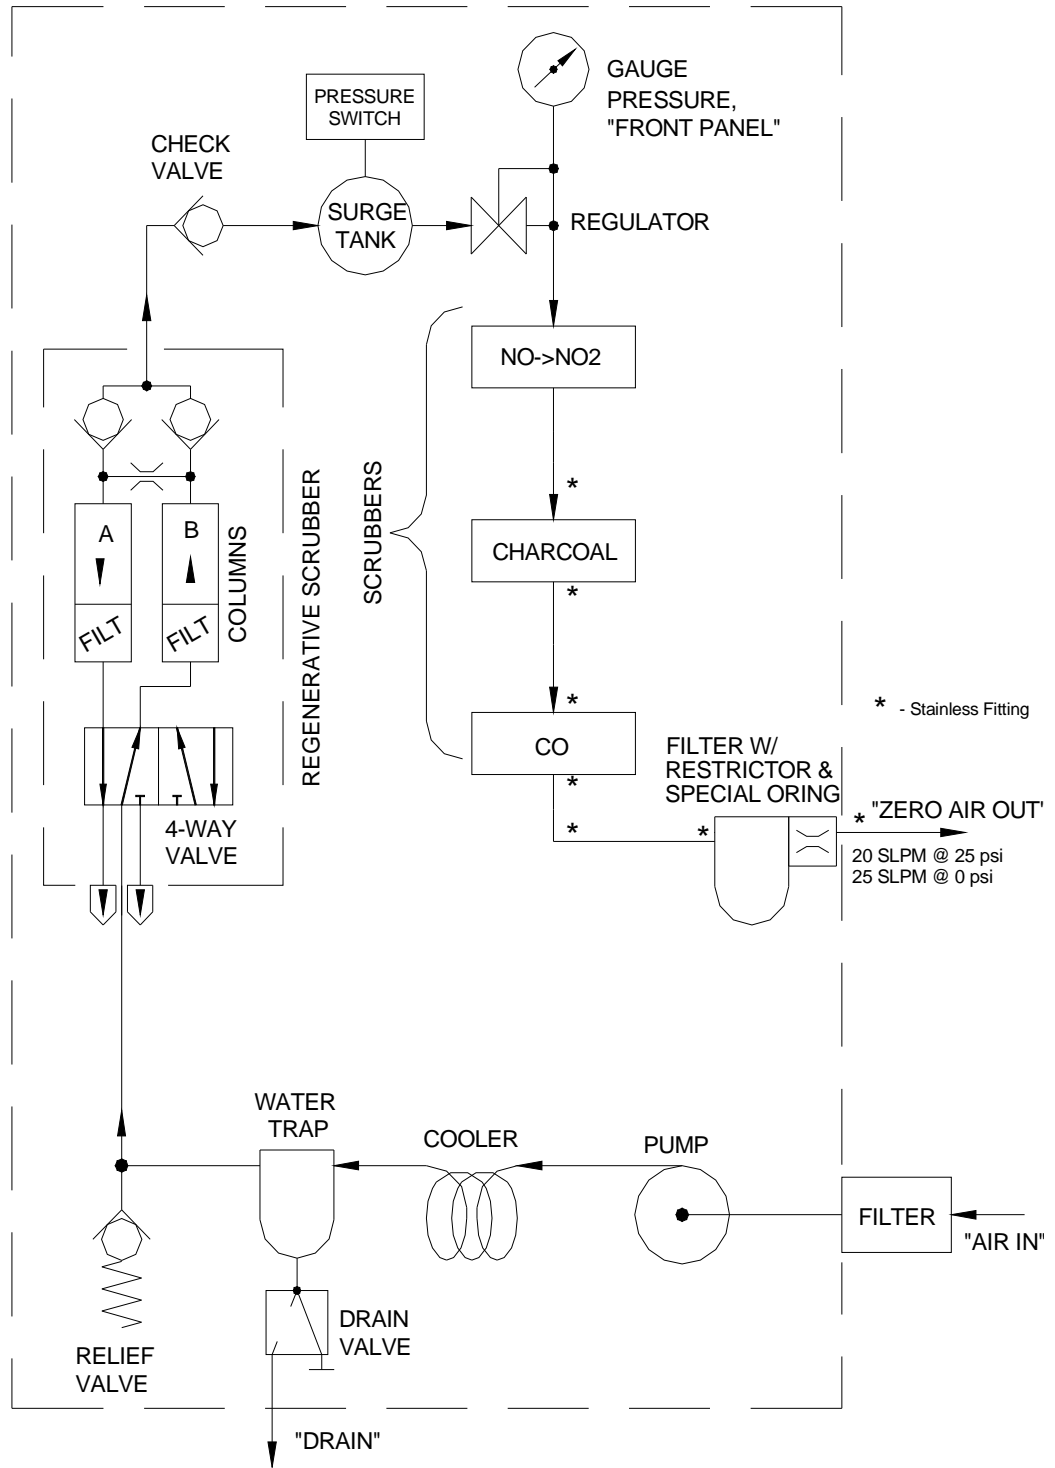 GAUGE
PRESSURE,
"FRONT PANEL"
PRESSURE
SWITCH
CHECK
VALVE
SURGE
TANK
REGULATOR
NO->NO2
SCRUBBERS
*
CHARCOAL
*
*
CO
*
*
*
A
B
FILT
FILT
COLUMNS
REGENERATIVE SCRUBBER
4-WAY
VALVE
* - Stainless Fitting
FILTER W/
RESTRICTOR &
SPECIAL ORING
* "ZERO AIR OUT"
20 SLPM @ 25 psi
25 SLPM @ 0 psi
WATER
TRAP
COOLER
PUMP
FILTER
"AIR IN"
DRAIN
VALVE
RELIEF
VALVE
"DRAIN"